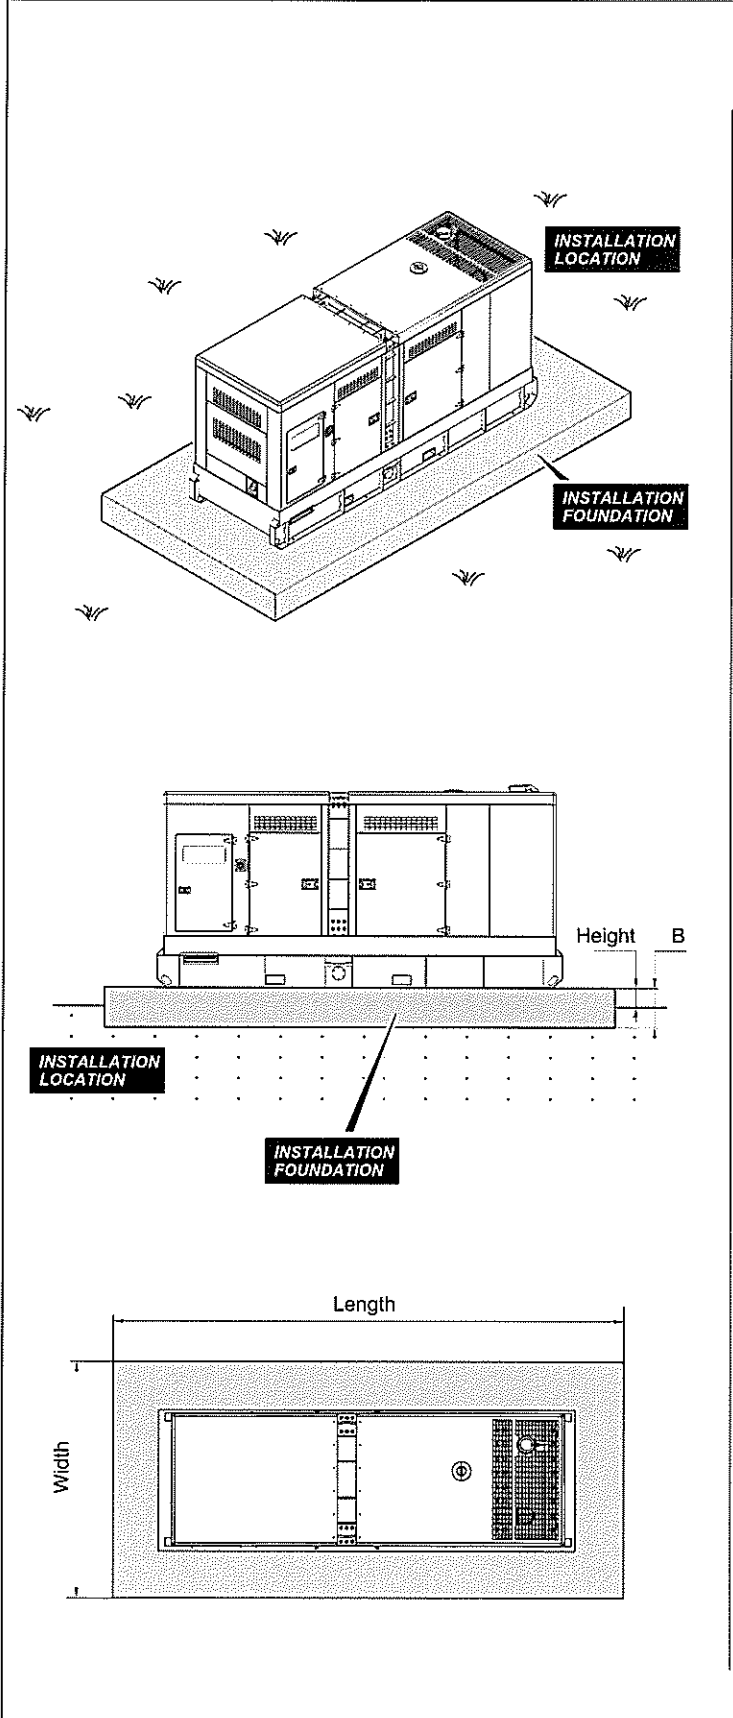 INSTALLATION
LOCATION
INSTALLATION
FOUNDATION
Height B
INSTALLATION
LOCATION
INSTALLATION
FOUNDATION
Length
Width